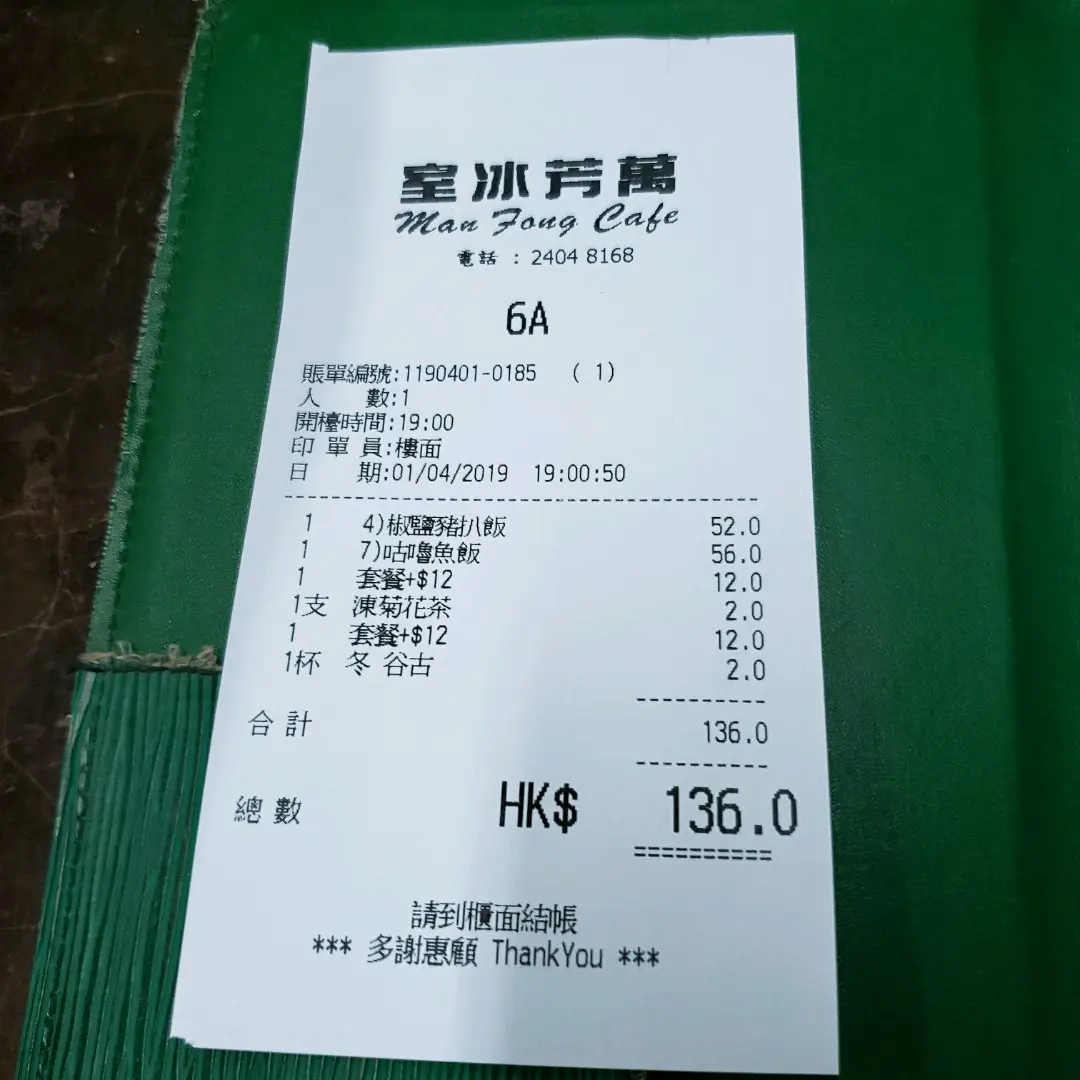 室冰芳萬
Man Fong Cafe
電話 : 2404 8168
6A
賬單編號:1190401-0185 ( 1)
人 數:1
開檯時間:19:00
印 單 員:樓面
日 期:01/04/2019 19:00:50
1 4)椒鹽豬扒飯 52.0
1 7)咕嚕魚飯 56.0
1 套餐+$12 12.0
1支 凍菊花茶 2.0
1 套餐+$12 12.0
1杯 冬 谷古 2.0
合 計 136.0
總 數 HK$ 136.0
請到櫃面結帳
*** 多謝惠顧 ThankYou ***